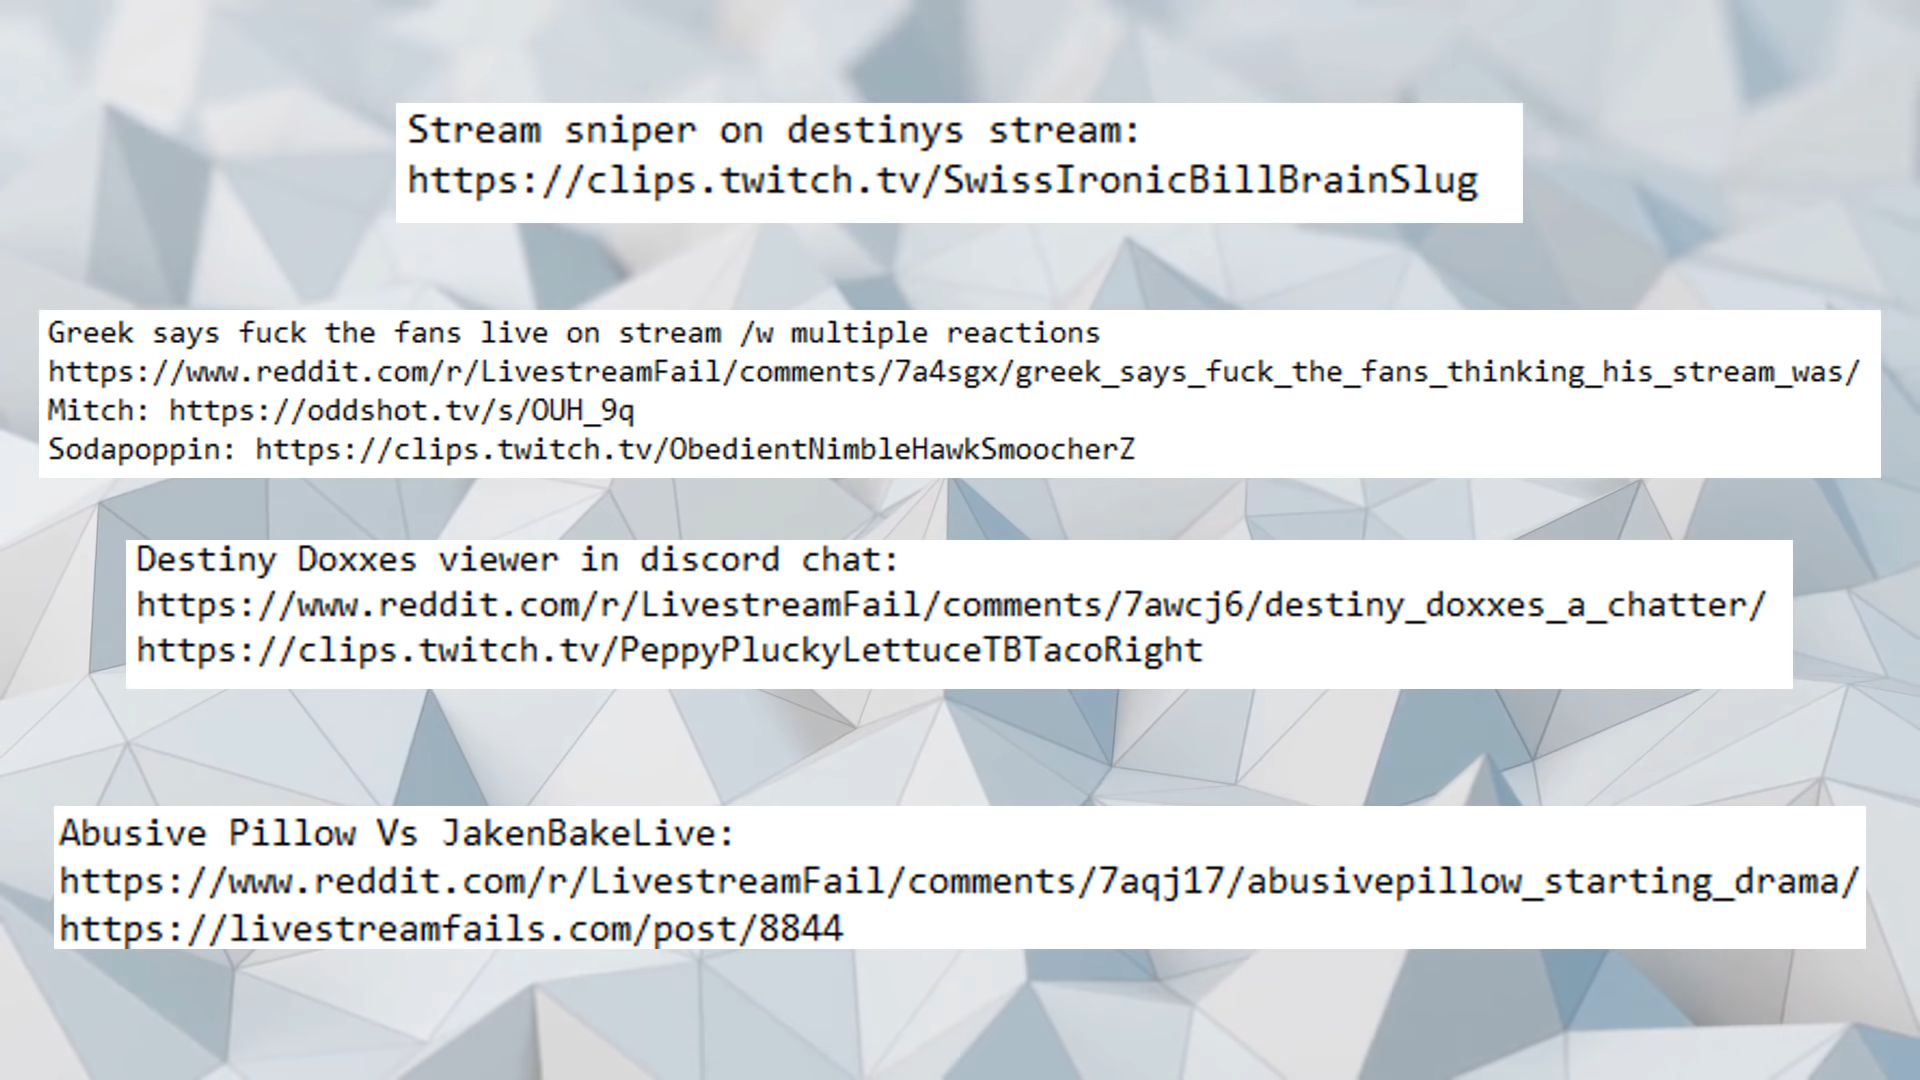 Stream sniper on destinys stream:
https://clips.twitch.tv/SwissIronicBillBrainSlug
Greek says fuck the fans live on stream /w multiple reactions
https://www.reddit.com/r/LivestreamFail/comments/7a4sgx/greek_says_fuck_the_fans_thinking_his_stream_was/
Mitch: https://oddshot.tv/s/OUH_9q
Sodapoppin: https://clips.twitch.tv/ObedientNimbleHawkSmoocherZ
Destiny Doxxes viewer in discord chat:
https://www.reddit.com/r/LivestreamFail/comments/7awcj6/destiny_doxxes_a_chatter/
https://clips.twitch.tv/PeppyPluckyLettuceTBTacoRight
Abusive Pillow Vs JakenBakeLive:
https://www.reddit.com/r/LivestreamFail/comments/7aqj17/abusivepillow_starting_drama/
https://livestreamfails.com/post/8844